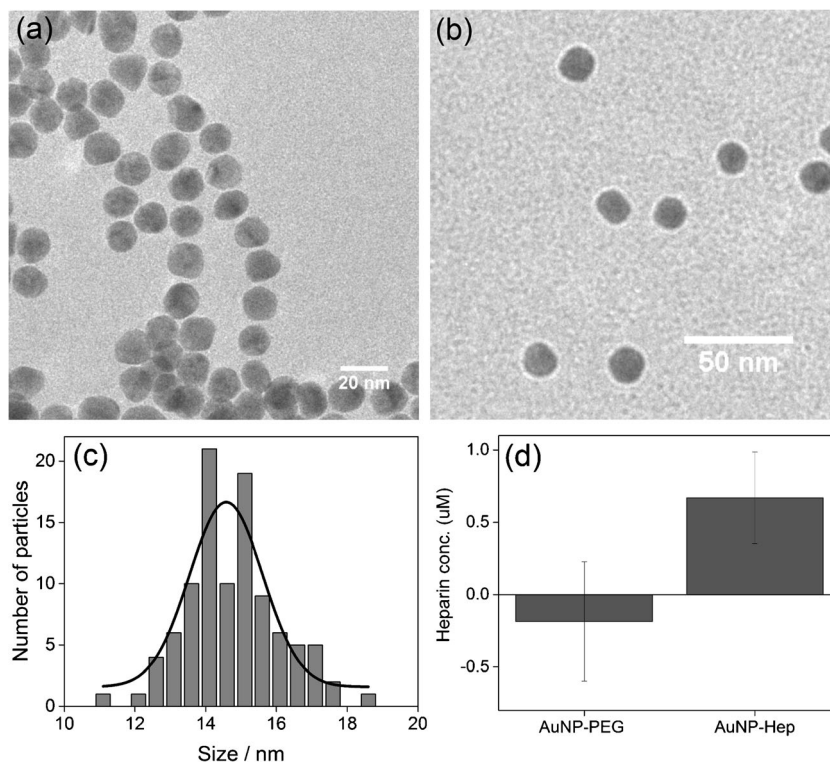 (a)
20 nm
(b)
50 nm
(c)
Number of particles
20
15
10
5
0
10 12 14 16 18 20
Size / nm
(d)
Heparin conc. (uM)
1.0
0.5
0.0
-0.5
AuNP-PEG AuNP-Hep